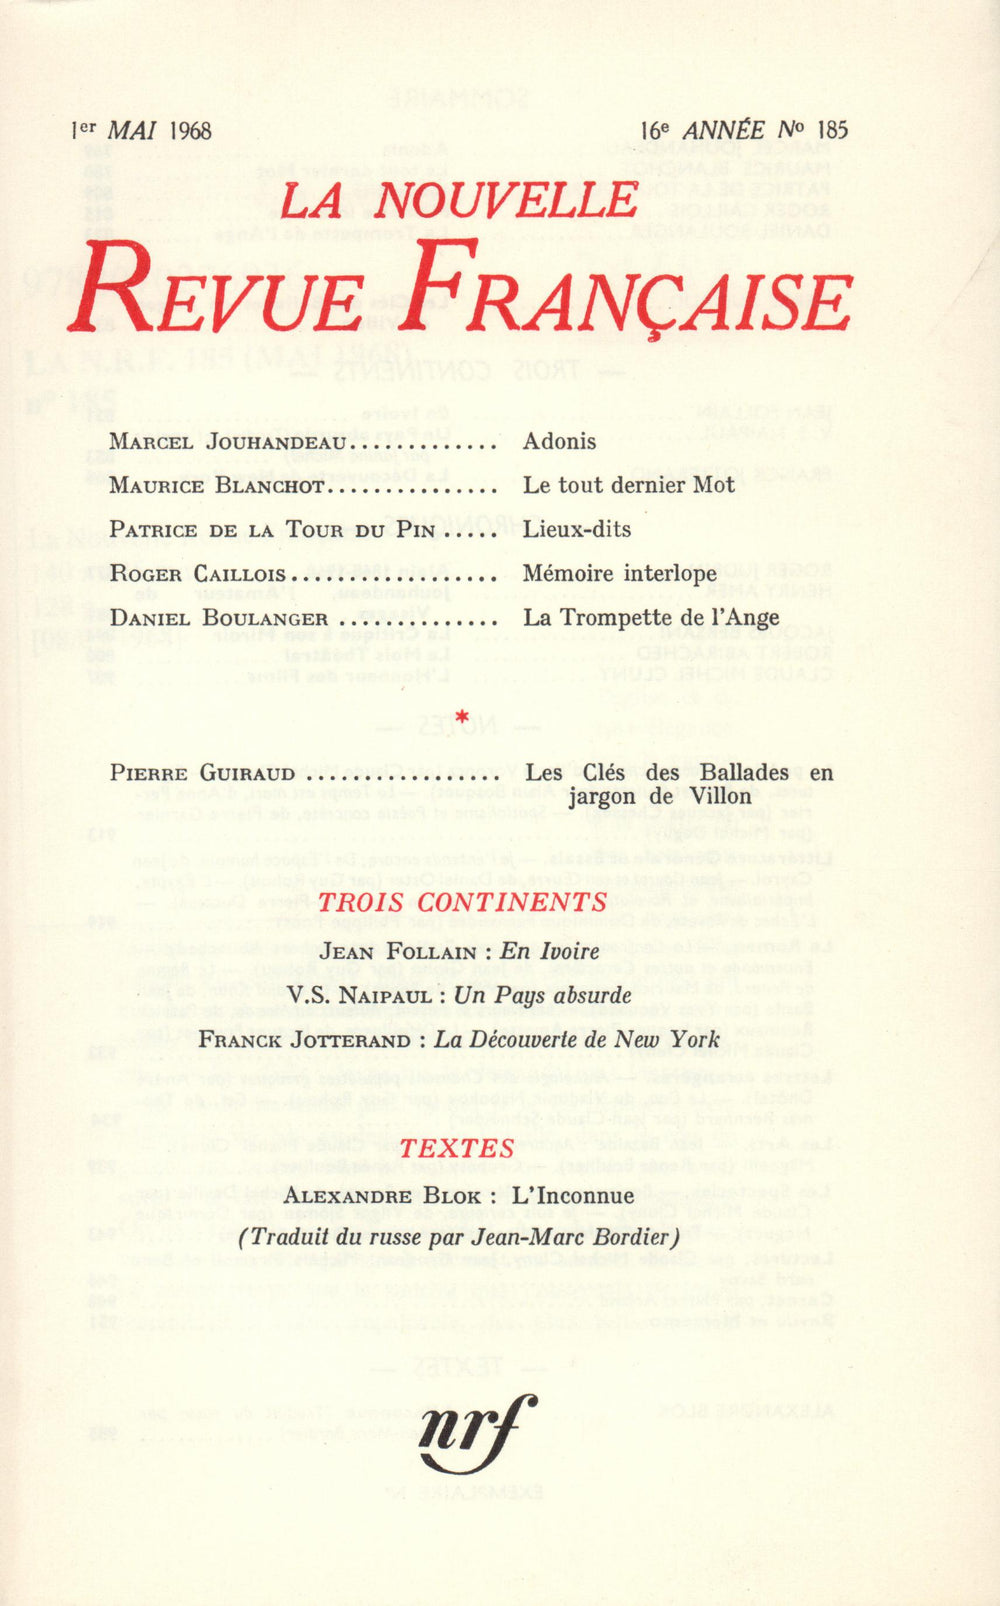 1er MAI 1968
16e ANNÉE No 185
LA NOUVELLE
REVUE FRANÇAISE
MARCEL JOUHANDEAU............. Adonis
MAURICE BLANCHOT............... Le tout dernier Mot
PATRICE DE LA TOUR DU PIN ..... Lieux-dits
ROGER CAILLOIS.................. Mémoire interlope
DANIEL BOULANGER .............. La Trompette de l'Ange
*
PIERRE GUIRAUD ................. Les Clés des Ballades en
jargon de Villon
TROIS CONTINENTS
JEAN FOLLAIN : En Ivoire
V.S. NAIPAUL : Un Pays absurde
FRANCK JOTTERAND : La Découverte de New York
TEXTES
ALEXANDRE BLOK : L'Inconnue
(Traduit du russe par Jean-Marc Bordier)
nrf